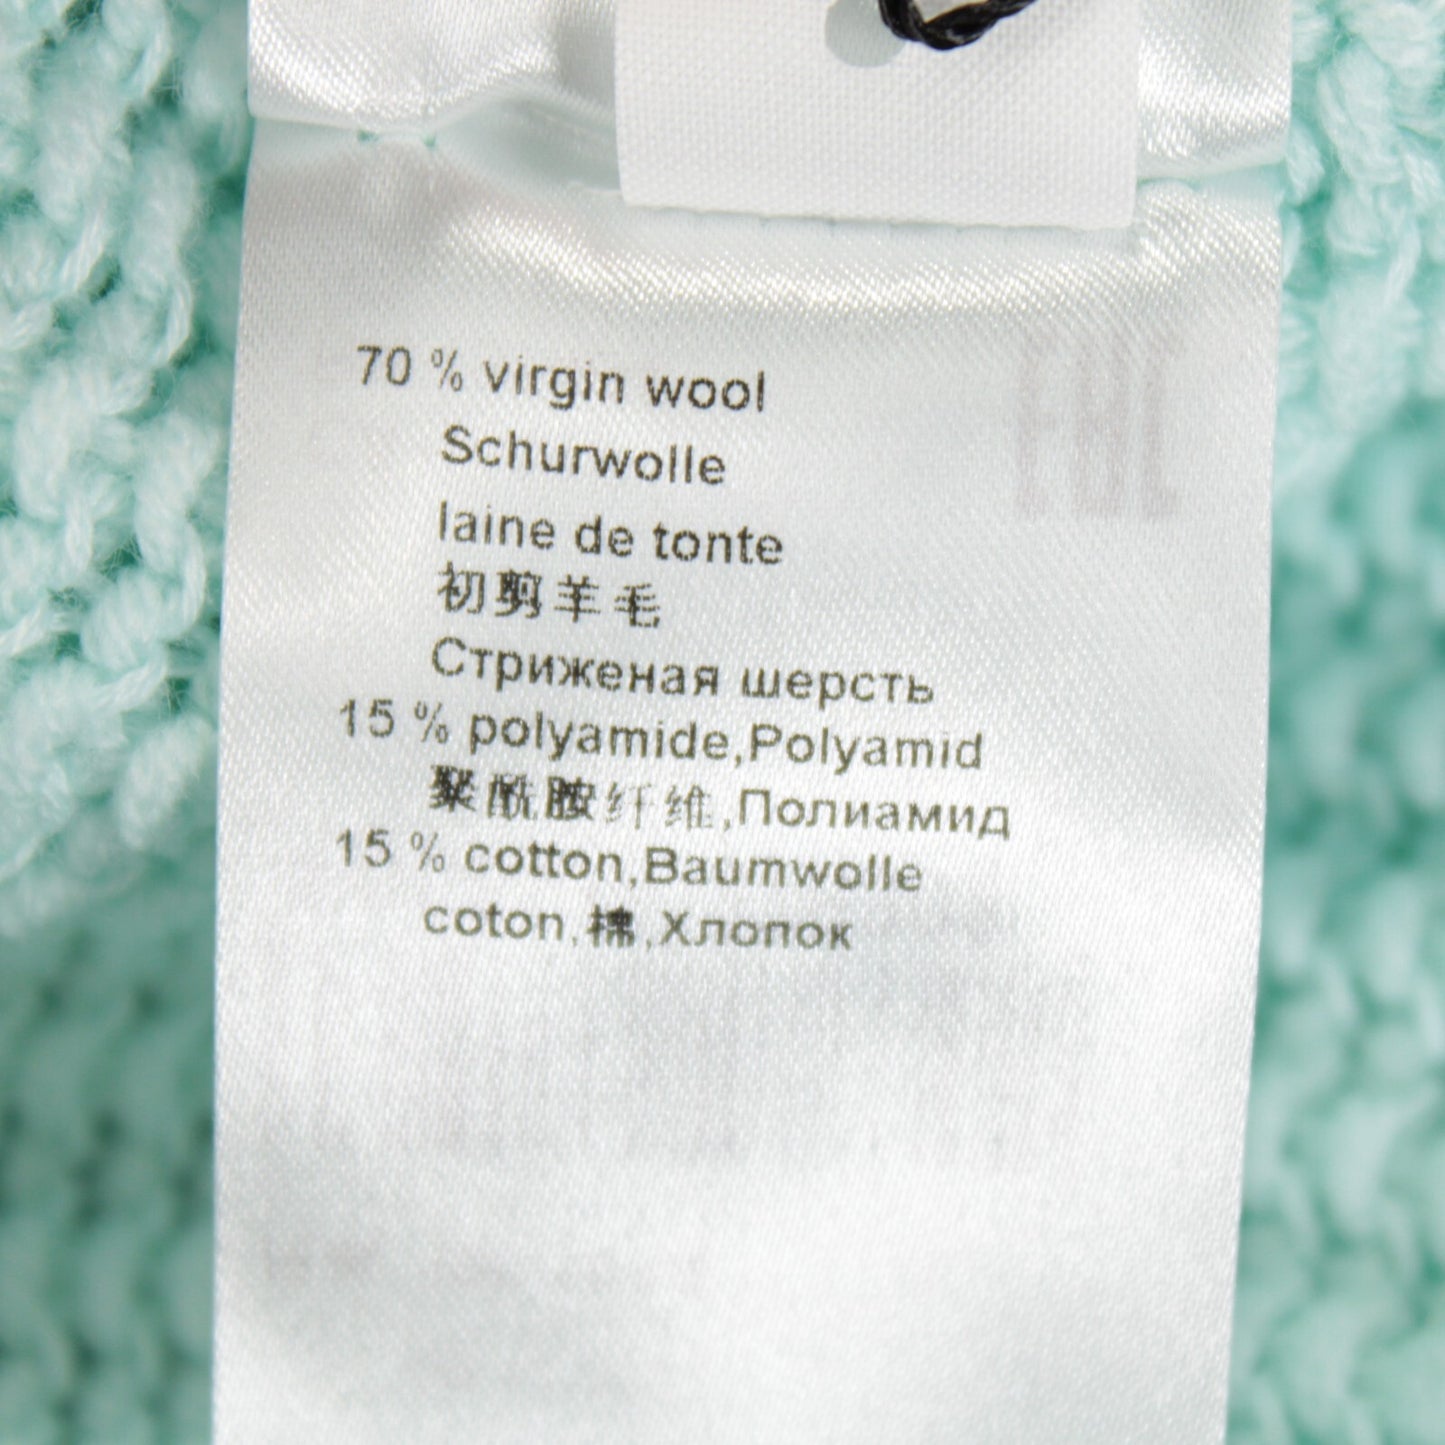 70 % virgin wool
Schurwolle
laine de tonte
初剪羊毛
Стриженая шерсть
15 % polyamide,Polyamid
聚酰胺纤维,Полиамид
15 % cotton,Baumwolle
coton,棉,Хлопок